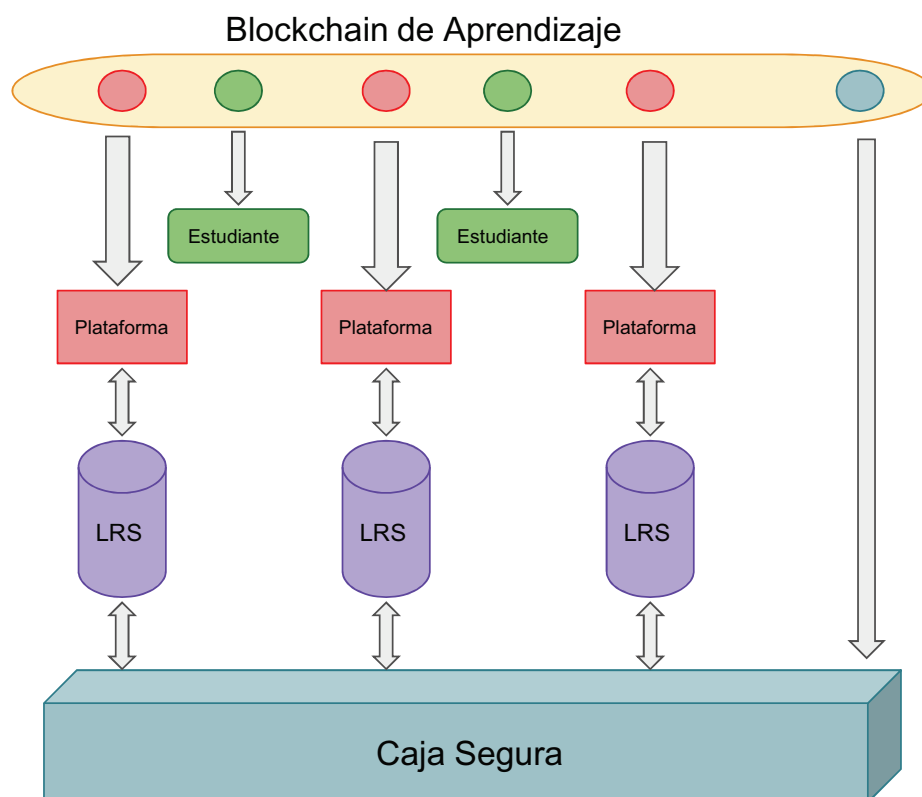 Blockchain de Aprendizaje
Estudiante
Estudiante
Plataforma
Plataforma
Plataforma
LRS
LRS
LRS
Caja Segura